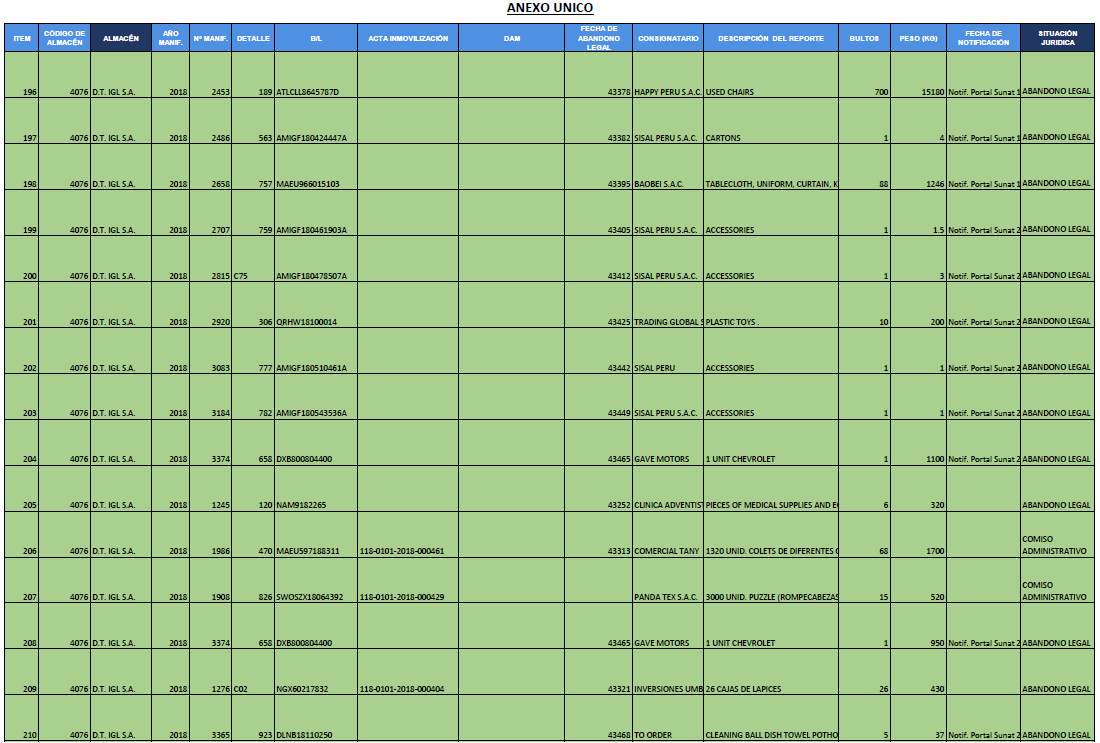 ANEXO UNICO
ITEM CÓDIGO DE ALMACÉN ALMACÉN AÑO MANIF. Nº MANIF. DETALLE B/L ACTA INMOVILIZACIÓN DAM FECHA DE ABANDONO LEGAL CONSIGNATARIO DESCRIPCIÓN DEL REPORTE BULTOS PESO (KG) FECHA DE NOTIFICACIÓN SITUACIÓN JURIDICA
196 4076 D.T. IGL S.A. 2018 2453 189 ATLCLL8645787D 43378 HAPPY PERU S.A.C. USED CHAIRS 700 15180 Notif. Portal Sunat 1 ABANDONO LEGAL
197 4076 D.T. IGL S.A. 2018 2486 563 AMIGF180424447A 43382 SISAL PERU S.A.C. CARTONS 1 4 Notif. Portal Sunat 1 ABANDONO LEGAL
198 4076 D.T. IGL S.A. 2018 2658 757 MAEU966015103 43395 BAOBEI S.A.C. TABLECLOTH, UNIFORM, CURTAIN, K 88 1246 Notif. Portal Sunat 1 ABANDONO LEGAL
199 4076 D.T. IGL S.A. 2018 2707 759 AMIGF180461903A 43405 SISAL PERU S.A.C. ACCESSORIES 1 1.5 Notif. Portal Sunat 2 ABANDONO LEGAL
200 4076 D.T. IGL S.A. 2018 2815 C75 AMIGF180478507A 43412 SISAL PERU S.A.C. ACCESSORIES 1 3 Notif. Portal Sunat 2 ABANDONO LEGAL
201 4076 D.T. IGL S.A. 2018 2920 306 QRHW18100014 43425 TRADING GLOBAL S PLASTIC TOYS . 10 200 Notif. Portal Sunat 2 ABANDONO LEGAL
202 4076 D.T. IGL S.A. 2018 3083 777 AMIGF180510461A 43442 SISAL PERU ACCESSORIES 1 1 Notif. Portal Sunat 2 ABANDONO LEGAL
203 4076 D.T. IGL S.A. 2018 3184 782 AMIGF180543536A 43449 SISAL PERU S.A.C. ACCESSORIES 1 1 Notif. Portal Sunat 2 ABANDONO LEGAL
204 4076 D.T. IGL S.A. 2018 3374 658 DXB800804400 43465 GAVE MOTORS 1 UNIT CHEVROLET 1 1100 Notif. Portal Sunat 2 ABANDONO LEGAL
205 4076 D.T. IGL S.A. 2018 1245 120 NAM9182265 43252 CLINICA ADVENTIST PIECES OF MEDICAL SUPPLIES AND E 6 320 ABANDONO LEGAL
206 4076 D.T. IGL S.A. 2018 1986 470 MAEU597188311 118-0101-2018-000461 43313 COMERCIAL TANY 1320 UNID. COLETS DE DIFERENTES 68 1700 COMISO ADMINISTRATIVO
207 4076 D.T. IGL S.A. 2018 1908 826 SWOSZX18064392 118-0101-2018-000429 PANDA TEX S.A.C. 3000 UNID. PUZZLE (ROMPECABEZAS 15 520 COMISO ADMINISTRATIVO
208 4076 D.T. IGL S.A. 2018 3374 658 DXB800804400 43465 GAVE MOTORS 1 UNIT CHEVROLET 1 950 Notif. Portal Sunat 2 ABANDONO LEGAL
209 4076 D.T. IGL S.A. 2018 1276 C02 NGX60217832 118-0101-2018-000404 43321 INVERSIONES UMB 26 CAJAS DE LAPICES 26 430 ABANDONO LEGAL
210 4076 D.T. IGL S.A. 2018 3365 923 DLNB18110250 43468 TO ORDER CLEANING BALL DISH TOWEL POTHO 5 37 Notif. Portal Sunat 2 ABANDONO LEGAL